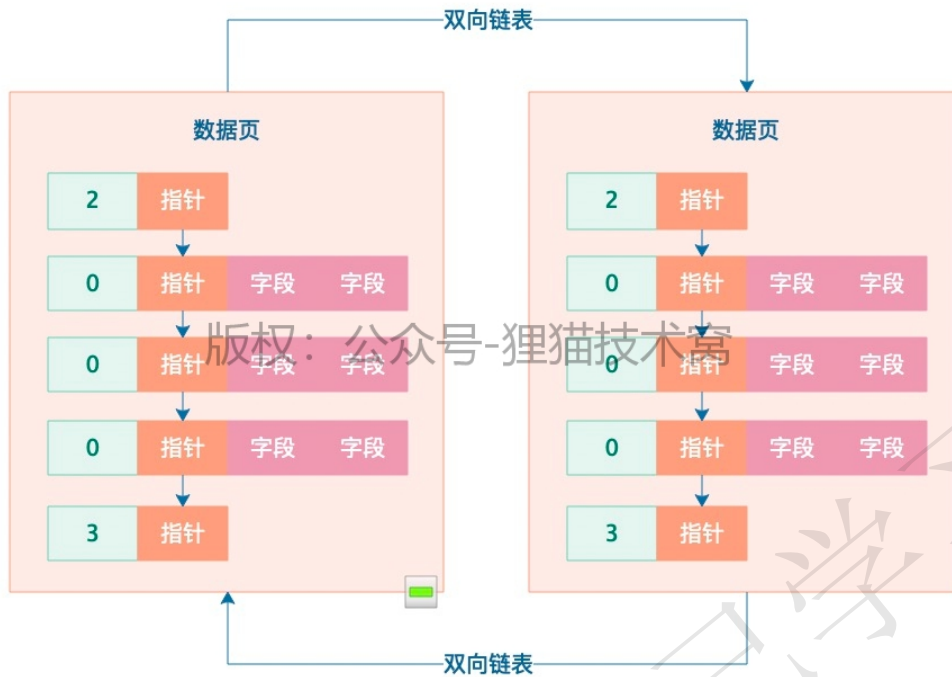 双向链表
数据页 数据页
2 指针 2 指针
0 指针 字段 字段 0 指针 字段 字段
版权：公众号-狸猫技术窝
0 指针 字段 字段 0 指针 字段 字段
0 指针 字段 字段 0 指针 字段 字段
3 指针 3 指针
学
双向链表